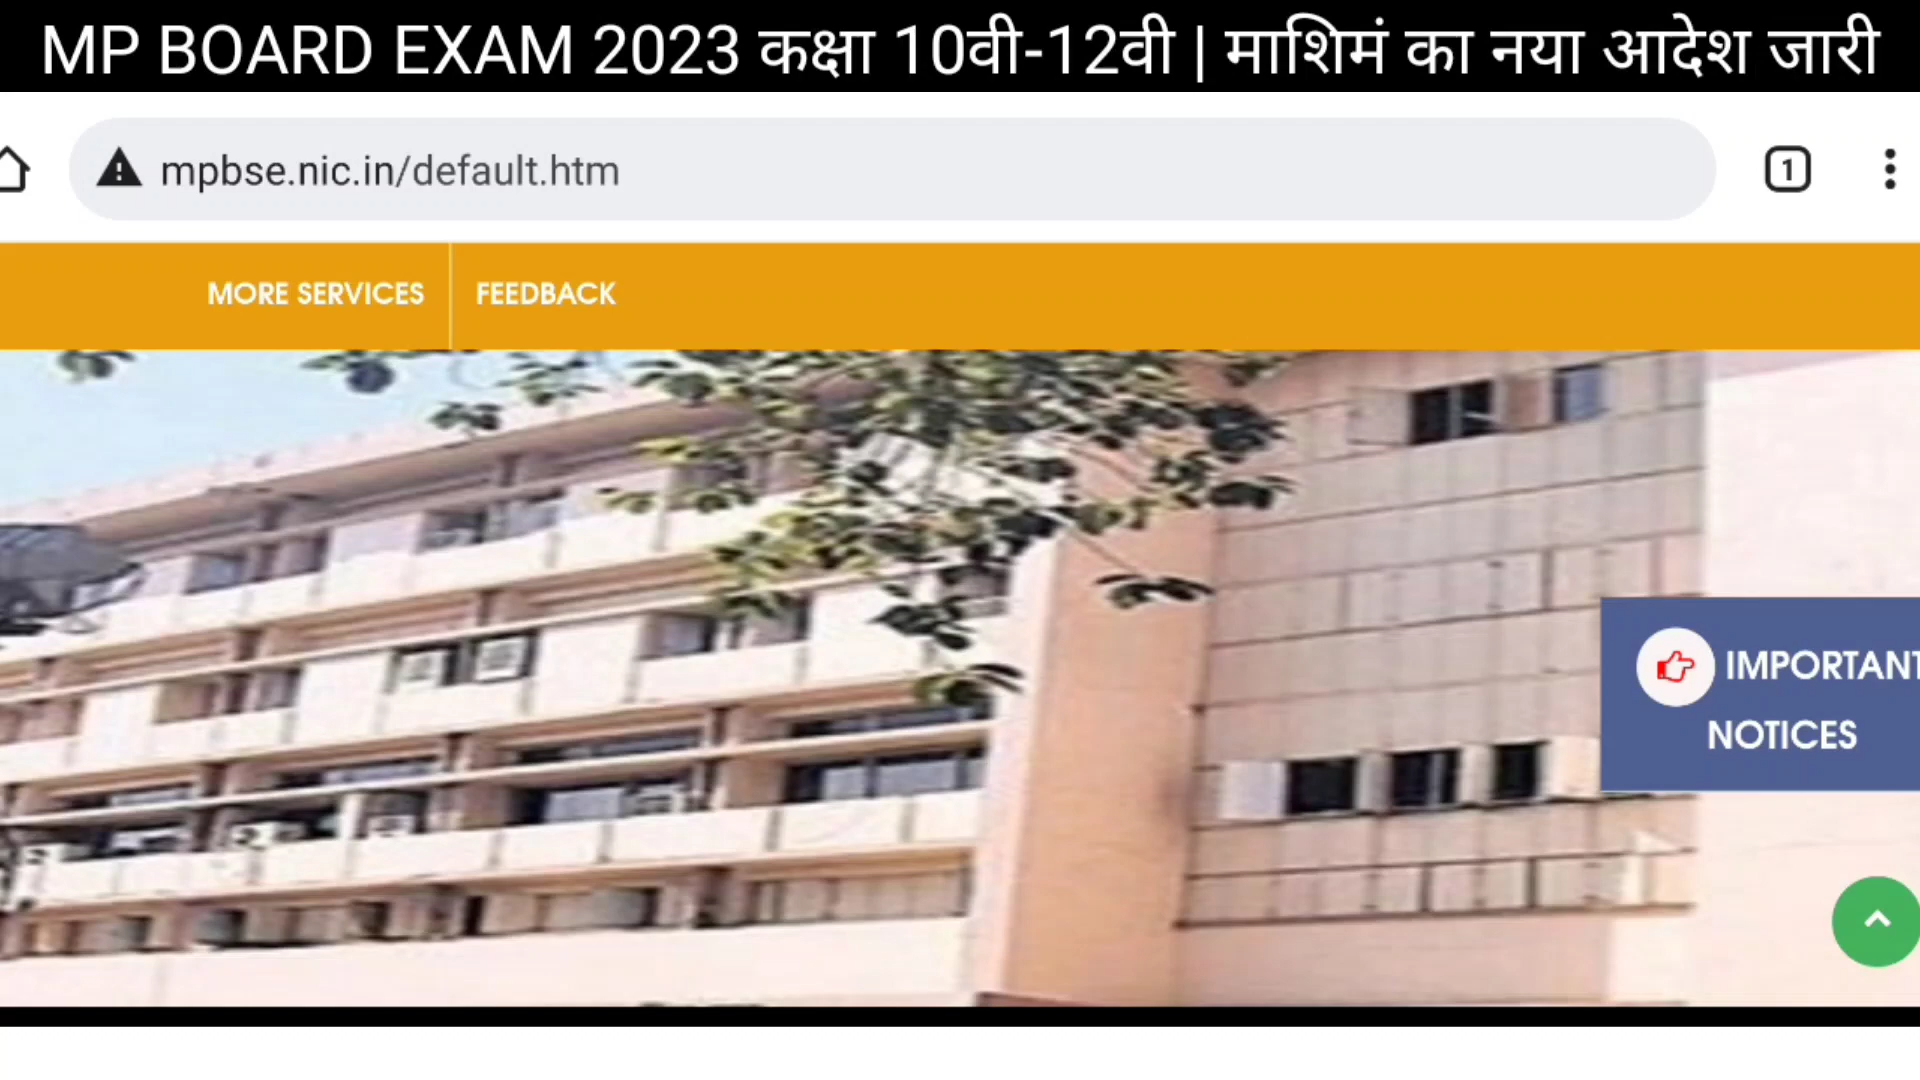 MP BOARD EXAM 2023 कक्षा 10वी-12वी | माशिमं का नया आदेश जारी
mpbse.nic.in/default.htm
1
MORE SERVICES
FEEDBACK
IMPORTANT
NOTICES